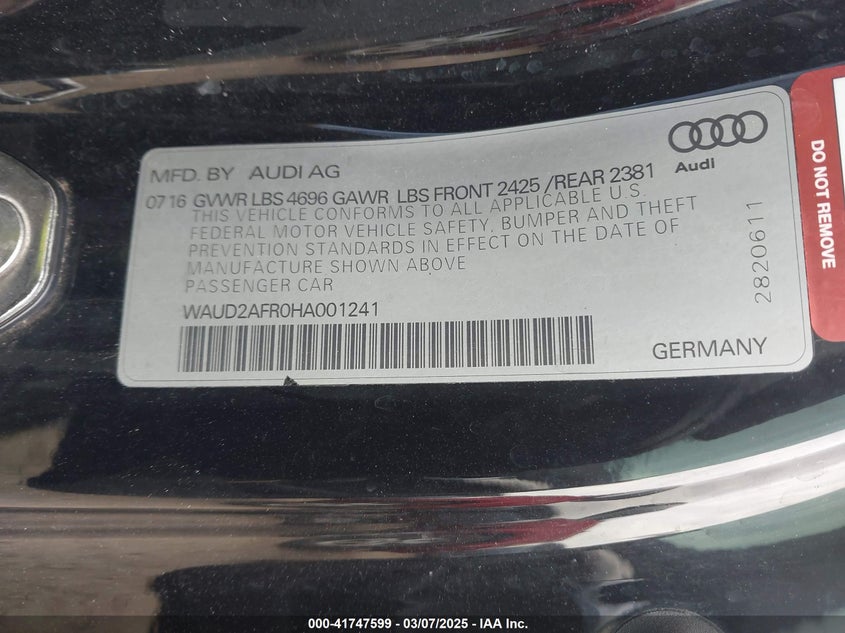 MFD. BY AUDI AG
Audi
07 16 GVWR LBS 4696 GAWR LBS FRONT 2425 /REAR 2381
THIS VEHICLE CONFORMS TO ALL APPLICABLE U.S.
FEDERAL MOTOR VEHICLE SAFETY, BUMPER AND THEFT
PREVENTION STANDARDS IN EFFECT ON THE DATE OF
MANUFACTURE SHOWN ABOVE
PASSENGER CAR
WAUD2AFR0HA001241
2820611
GERMANY
DO NOT REMOVE
000-41747599 - 03/07/2025 - IAA Inc.